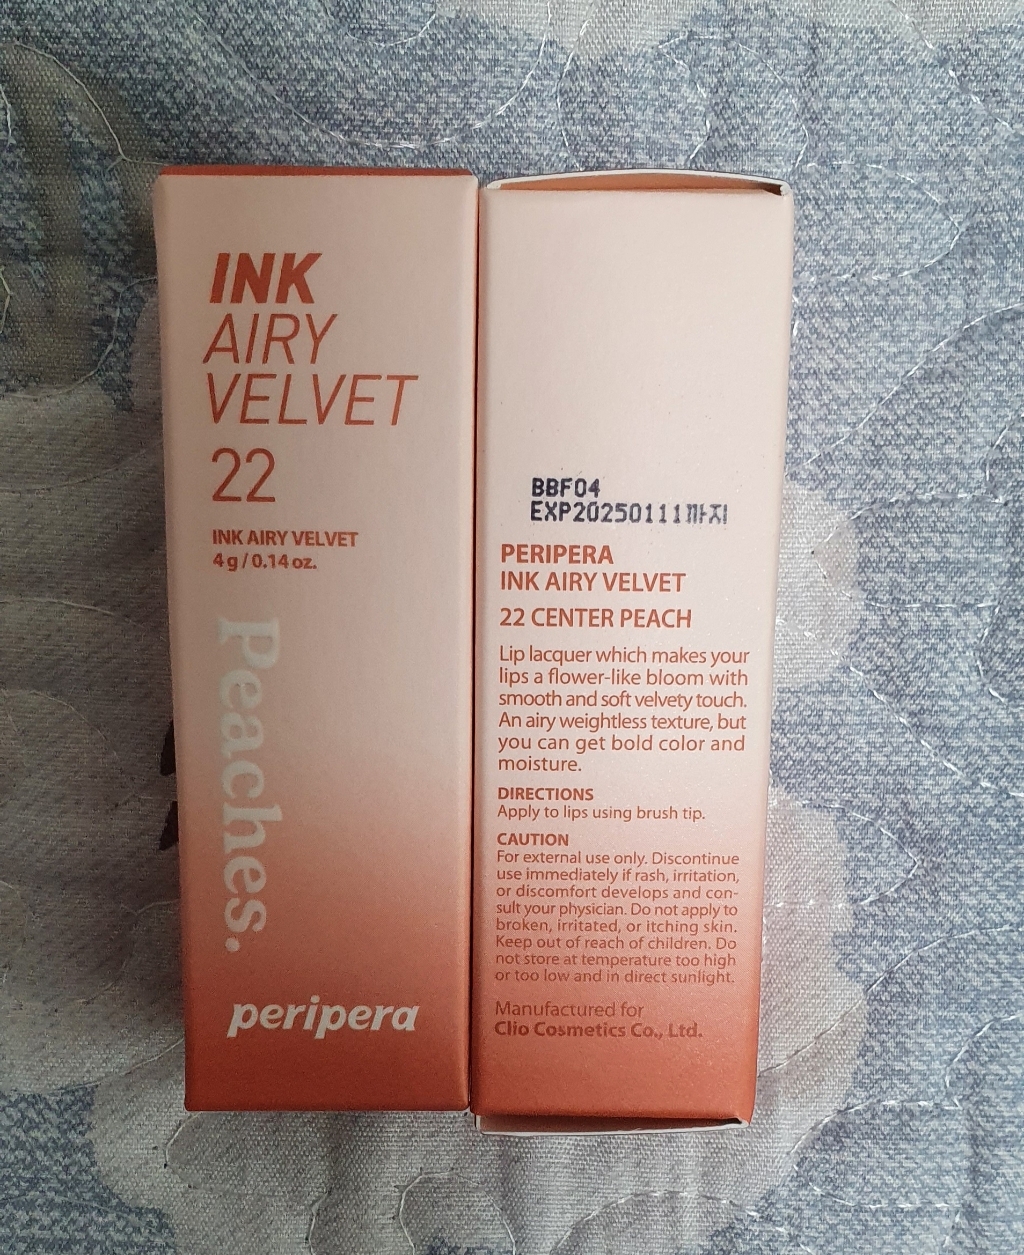 INK
AIRY
VELVET
22
INK AIRY VELVET
4 g / 0.14 oz.
Peaches.
peripera
BBF04
EXP20250111까지
PERIPERA
INK AIRY VELVET
22 CENTER PEACH
Lip lacquer which makes your
lips a flower-like bloom with
smooth and soft velvety touch.
An airy weightless texture, but
you can get bold color and
moisture.
DIRECTIONS
Apply to lips using brush tip.
CAUTION
For external use only. Discontinue
use immediately if rash, irritation,
or discomfort develops and con-
sult your physician. Do not apply to
broken, irritated, or itching skin.
Keep out of reach of children. Do
not store at temperature too high
or too low and in direct sunlight.
Manufactured for
Clio Cosmetics Co., Ltd.